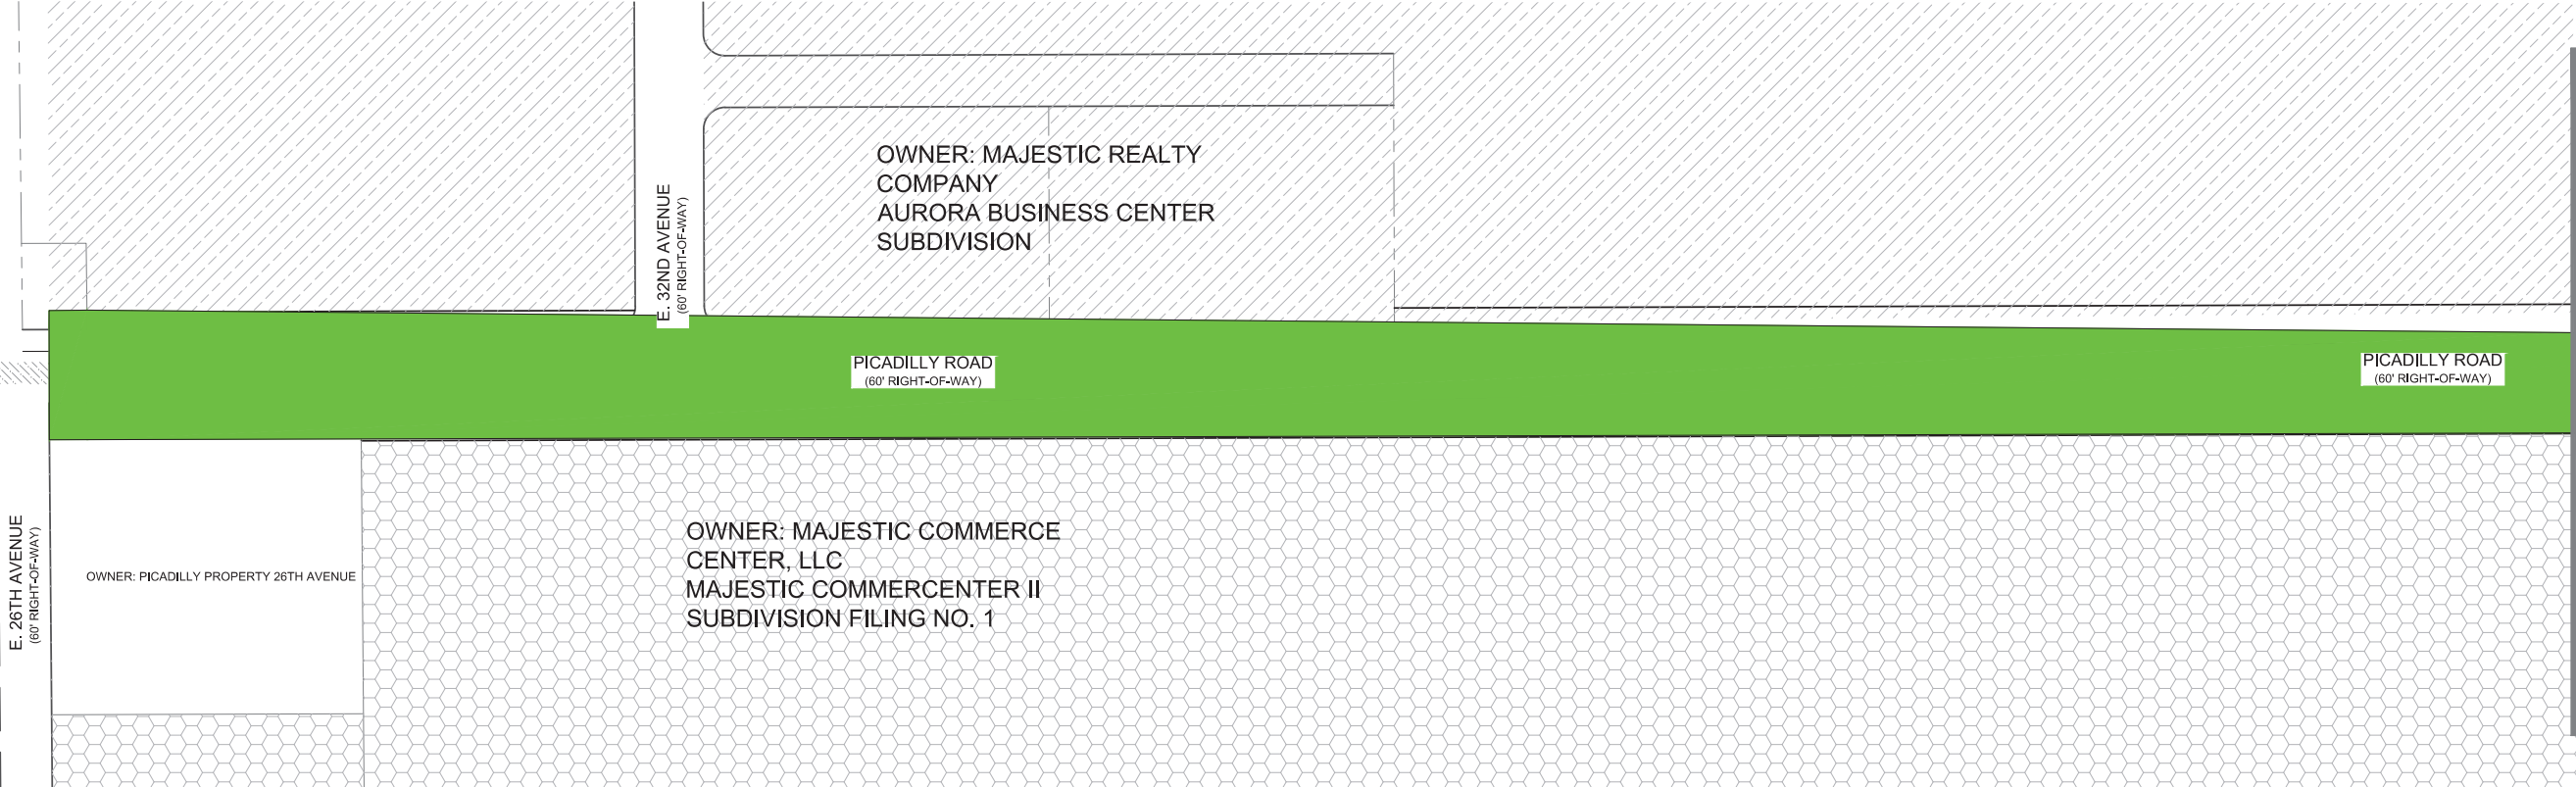 OWNER: MAJESTIC REALTY
COMPANY
AURORA BUSINESS CENTER
SUBDIVISION
E. 32ND AVENUE
(60' RIGHT-OF-WAY)
PICADILLY ROAD
(60' RIGHT-OF-WAY)
PICADILLY ROAD
(60' RIGHT-OF-WAY)
E. 26TH AVENUE
(60' RIGHT-OF-WAY)
OWNER: PICADILLY PROPERTY 26TH AVENUE
OWNER: MAJESTIC COMMERCE
CENTER, LLC
MAJESTIC COMMERCENTER II
SUBDIVISION FILING NO. 1